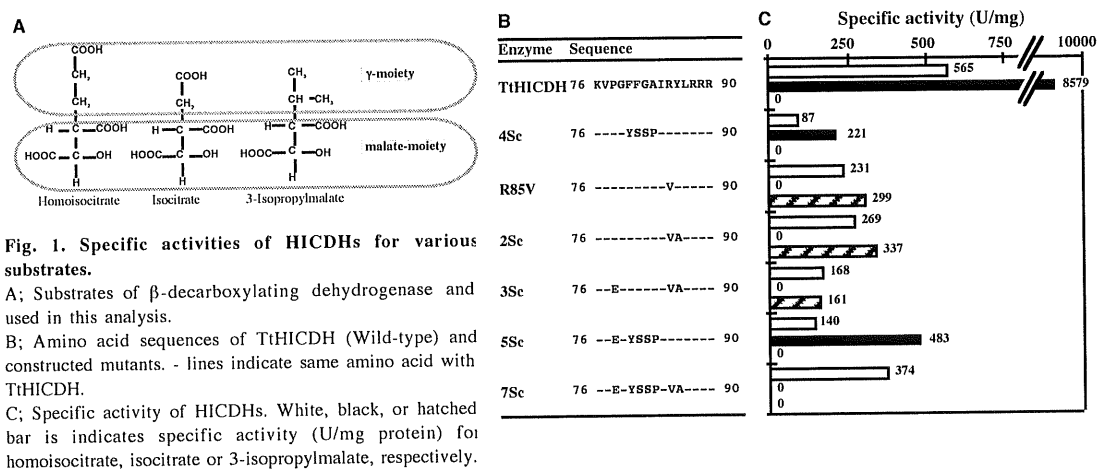 A
COOH
CH, COOH CH,
CH, CH, CH - CH,
γ-moiety
H - C - COOH H - C - COOH H - C - COOH
HOOC - C - OH HOOC - C - OH HOOC - C - OH
malate-moiety
H H H
Homoisocitrate Isocitrate 3-Isopropylmalate
Fig. 1. Specific activities of HICDHs for various
substrates.
A; Substrates of β-decarboxylating dehydrogenase and
used in this analysis.
B; Amino acid sequences of TtHICDH (Wild-type) and
constructed mutants. - lines indicate same amino acid with
TtHICDH.
C; Specific activity of HICDHs. White, black, or hatched
bar is indicates specific activity (U/mg protein) for
homoisocitrate, isocitrate or 3-isopropylmalate, respectively.
B
Enzyme Sequence
TtHICDH 76 KVPGFFGAIRYLRRR 90
4Sc 76 ----YSSP------- 90
R85V 76 ---------V----- 90
2Sc 76 ---------VA---- 90
3Sc 76 --E------VA---- 90
5Sc 76 --E-YSSP------- 90
7Sc 76 --E-YSSP-VA---- 90
C
Specific activity (U/mg)
0 250 500 750 10000
565
8579
0
87
221
0
231
0
299
269
0
337
168
0
161
140
483
0
374
0
0